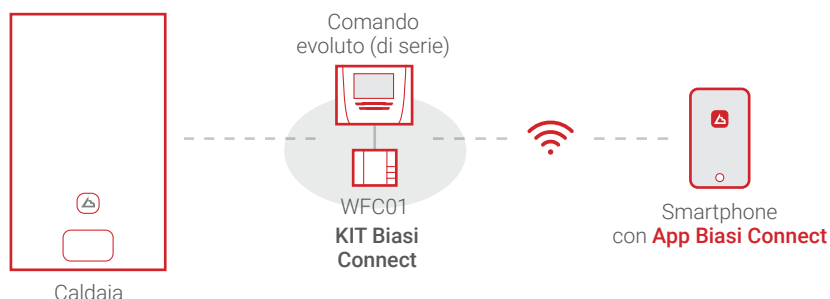 Comando
evoluto (di serie)
WFC01
KIT Biasi
Connect
Smartphone
con App Biasi Connect
Caldaia